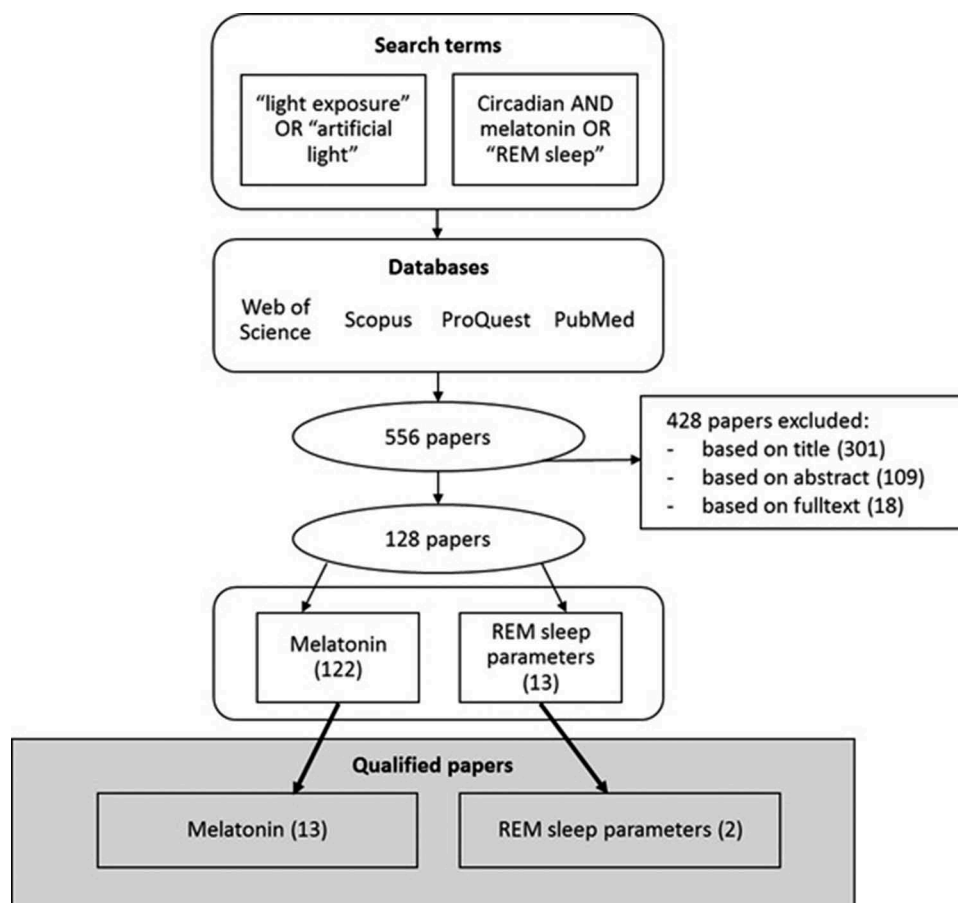 Search terms
“light exposure”
OR “artificial
light”
Circadian AND
melatonin OR
“REM sleep”
Databases
Web of
Science
Scopus
ProQuest
PubMed
556 papers
428 papers excluded:
- based on title (301)
- based on abstract (109)
- based on fulltext (18)
128 papers
Melatonin
(122)
REM sleep
parameters
(13)
Qualified papers
Melatonin (13)
REM sleep parameters (2)